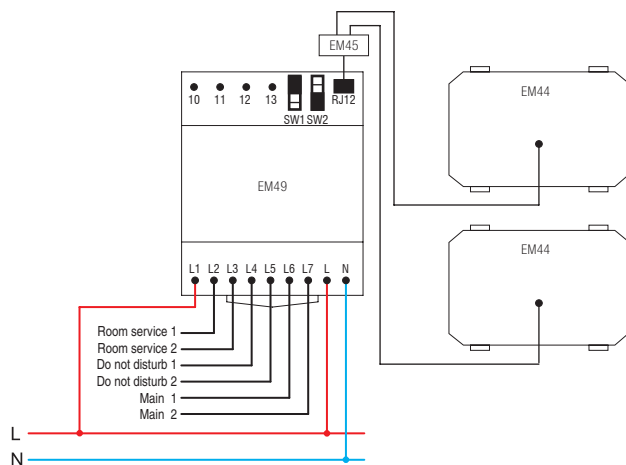 EM45
EM44
10 11 12 13 SW1 SW2 RJ12
EM49
EM44
L1 L2 L3 L4 L5 L6 L7 L N
Room service 1
Room service 2
Do not disturb 1
Do not disturb 2
Main 1
Main 2
L
N